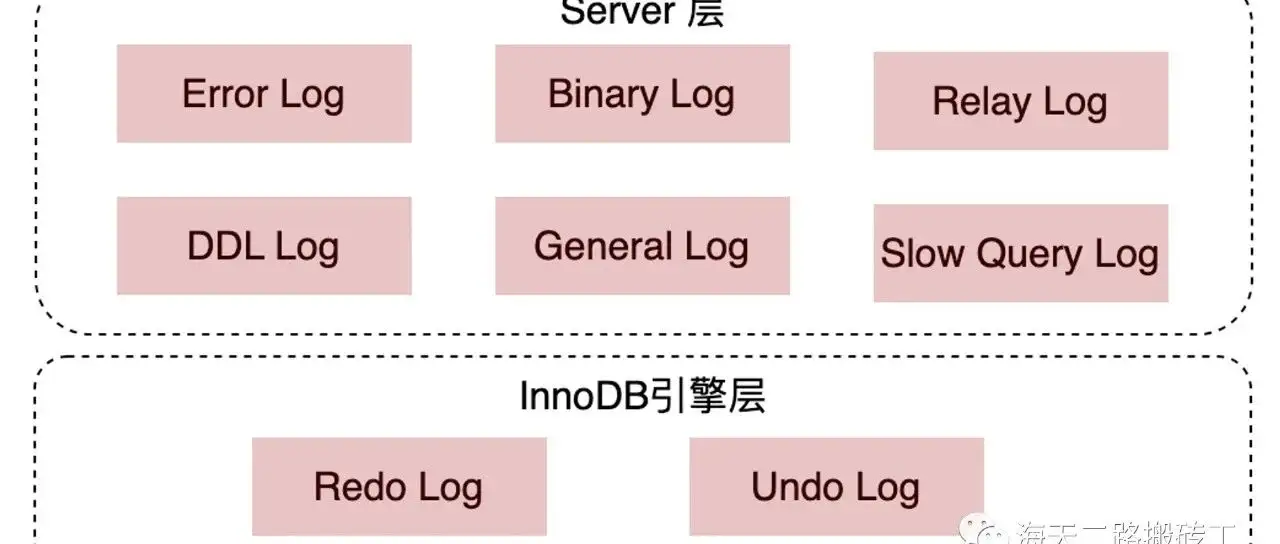 Server 层
Error Log
Binary Log
Relay Log
DDL Log
General Log
Slow Query Log
InnoDB引擎层
Redo Log
Undo Log
海天二路搬砖工